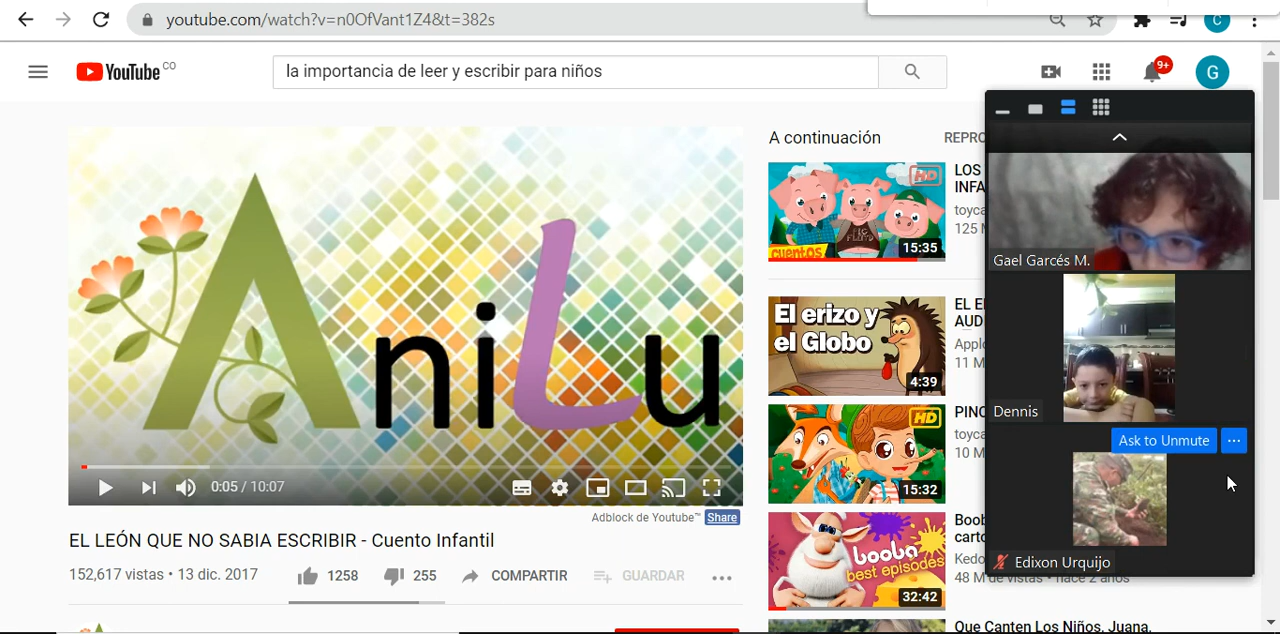 youtube.com/watch?v=n0OfVant1Z4&t=382s
C
YouTube CO
la importancia de leer y escribir para niños
9+
G
AniLu
0:05 / 10:07
Adblock de Youtube™ Share
EL LEÓN QUE NO SABIA ESCRIBIR - Cuento Infantil
152,617 vistas • 13 dic. 2017
1258
255
COMPARTIR
GUARDAR
A continuación
REPRO
HD
cuentos
15:35
LOS
INFA
toyca
125 M
El erizo y
el Globo
4:39
EL E
AUD
Applo
11 M
HD
15:32
PINO
toyca
10 M
booba
best episodes
32:42
Boob
carto
Kedo
48 M de vistas • hace 2 años
Que Canten Los Niños, Juana,
Gael Garcés M.
Dennis
Ask to Unmute
Edixon Urquijo